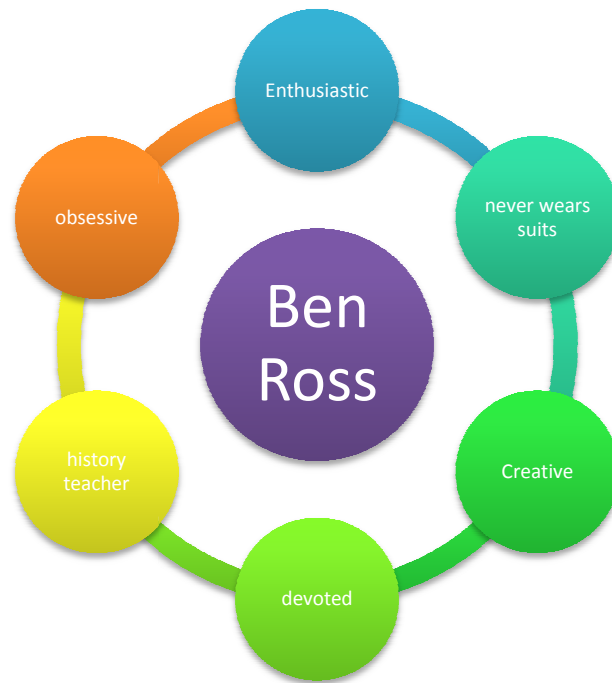 Enthusiastic
never wears
suits
Creative
devoted
history
teacher
obsessive
Ben
Ross